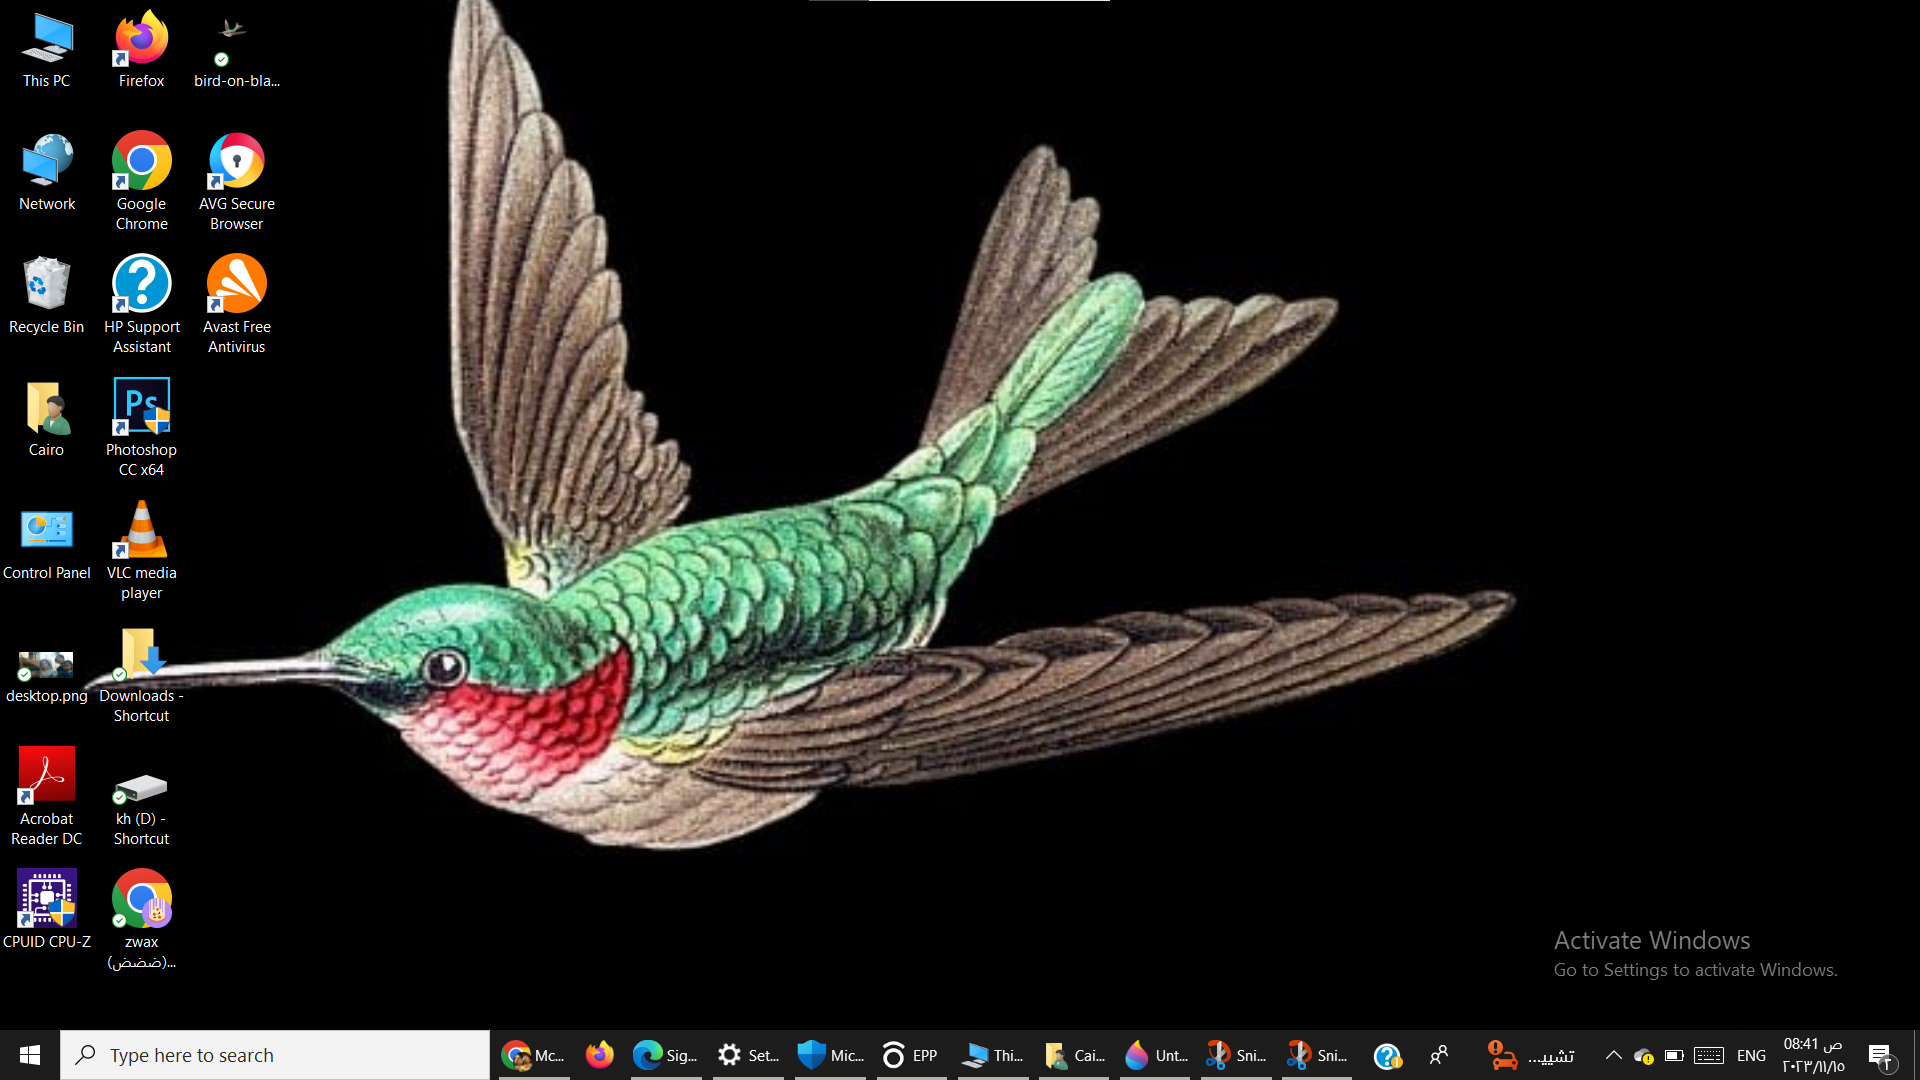 This PC
Firefox
bird-on-bla...
Network
Google
Chrome
AVG Secure
Browser
Recycle Bin
HP Support
Assistant
Avast Free
Antivirus
Cairo
Ps
Photoshop
CC x64
Control Panel
VLC media
player
desktop.png
Downloads -
Shortcut
Acrobat
Reader DC
kh (D) -
Shortcut
CPUID CPU-Z
zwax
(ضضض)...
Activate Windows
Go to Settings to activate Windows.
Type here to search
Mc...
Sig...
Set...
Mic...
EPP
Thi...
Cai...
Unt...
Sni...
Sni...
تشييـ...
ENG
08:41 ص
٢٠٢٣/١١/١٥
٢